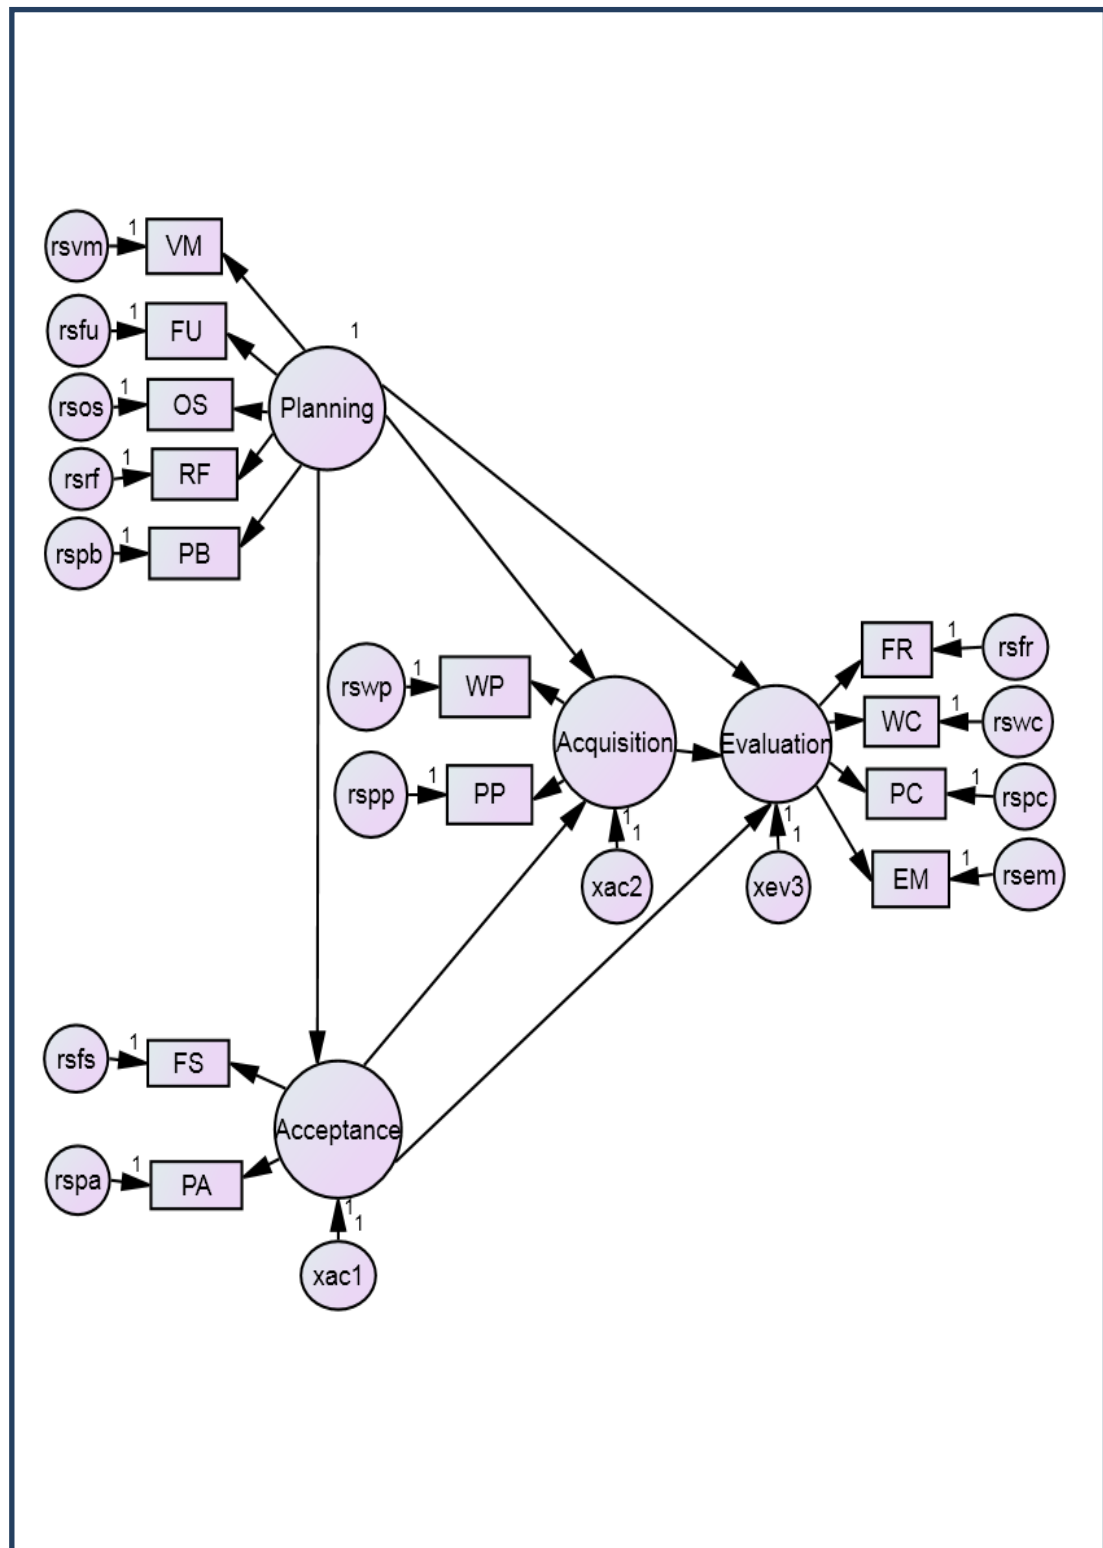 1
rsvm
VM
1
rsfu
FU
1
Planning
1
rsos
OS
1
rsrf
RF
1
rspb
PB
1
rswp
WP
1
rspp
PP
Acquisition
1
1
xac2
Evaluation
1
1
xev3
FR
1
rsfr
WC
1
rswc
PC
1
rspc
EM
1
rsem
1
rsfs
FS
Acceptance
1
rspa
PA
1
1
xac1